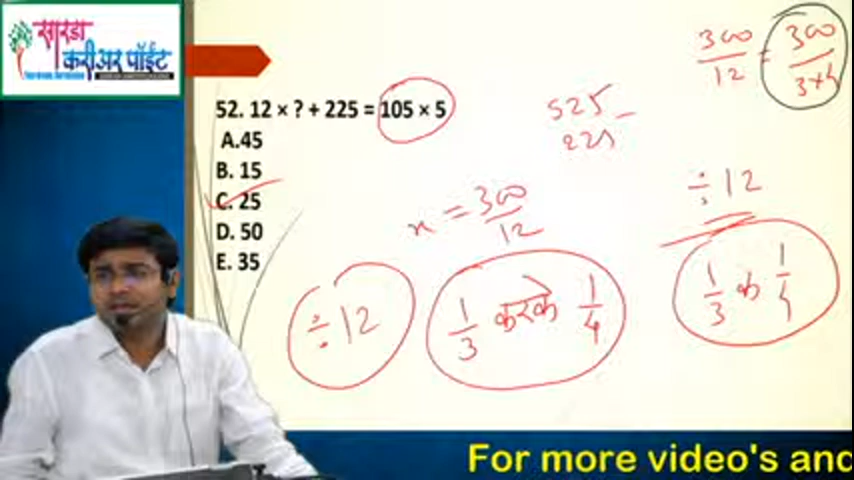 सारडा
करीअर पॉईंट
52. 12 × ? + 225 = 105 × 5
A.45
B. 15
C. 25
D. 50
E. 35
525 –
225
x = 300/12
÷ 12
1/3 करके 1/4
300/12 = 300/3×4
÷ 12
1/3 के 1/4
For more video's and